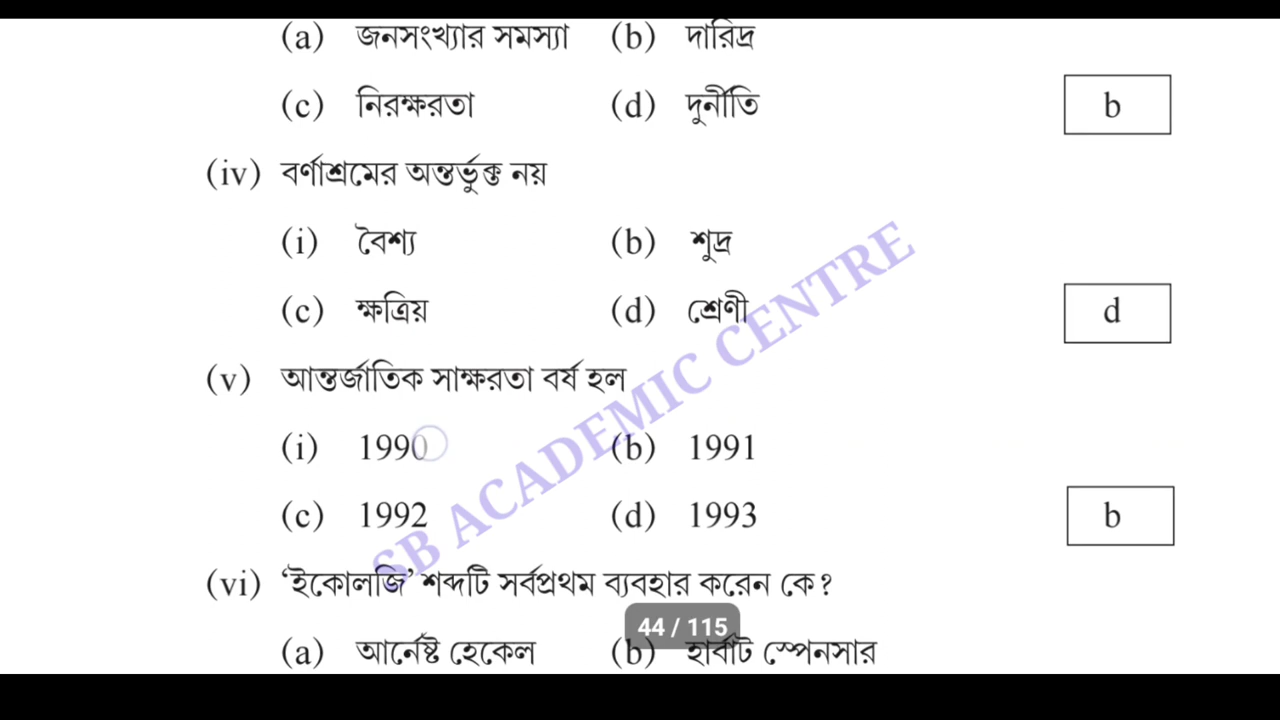 (a) জনসংখ্যার সমস্যা (b) দারিদ্র
(c) নিরক্ষরতা (d) দুর্নীতি b
(iv) বর্ণাশ্রমের অন্তর্ভুক্ত নয়
(i) বৈশ্য (b) শুদ্র
(c) ক্ষত্রিয় (d) শ্রেণী d
(v) আন্তর্জাতিক সাক্ষরতা বর্ষ হল
(i) 1990 (b) 1991
(c) 1992 (d) 1993 b
(vi) ‘ইকোলজি’ শব্দটি সর্বপ্রথম ব্যবহার করেন কে?
44 / 115
(a) আর্নেষ্ট হেকেল (b) হার্বাট স্পেনসার
SB ACADEMIC CENTRE